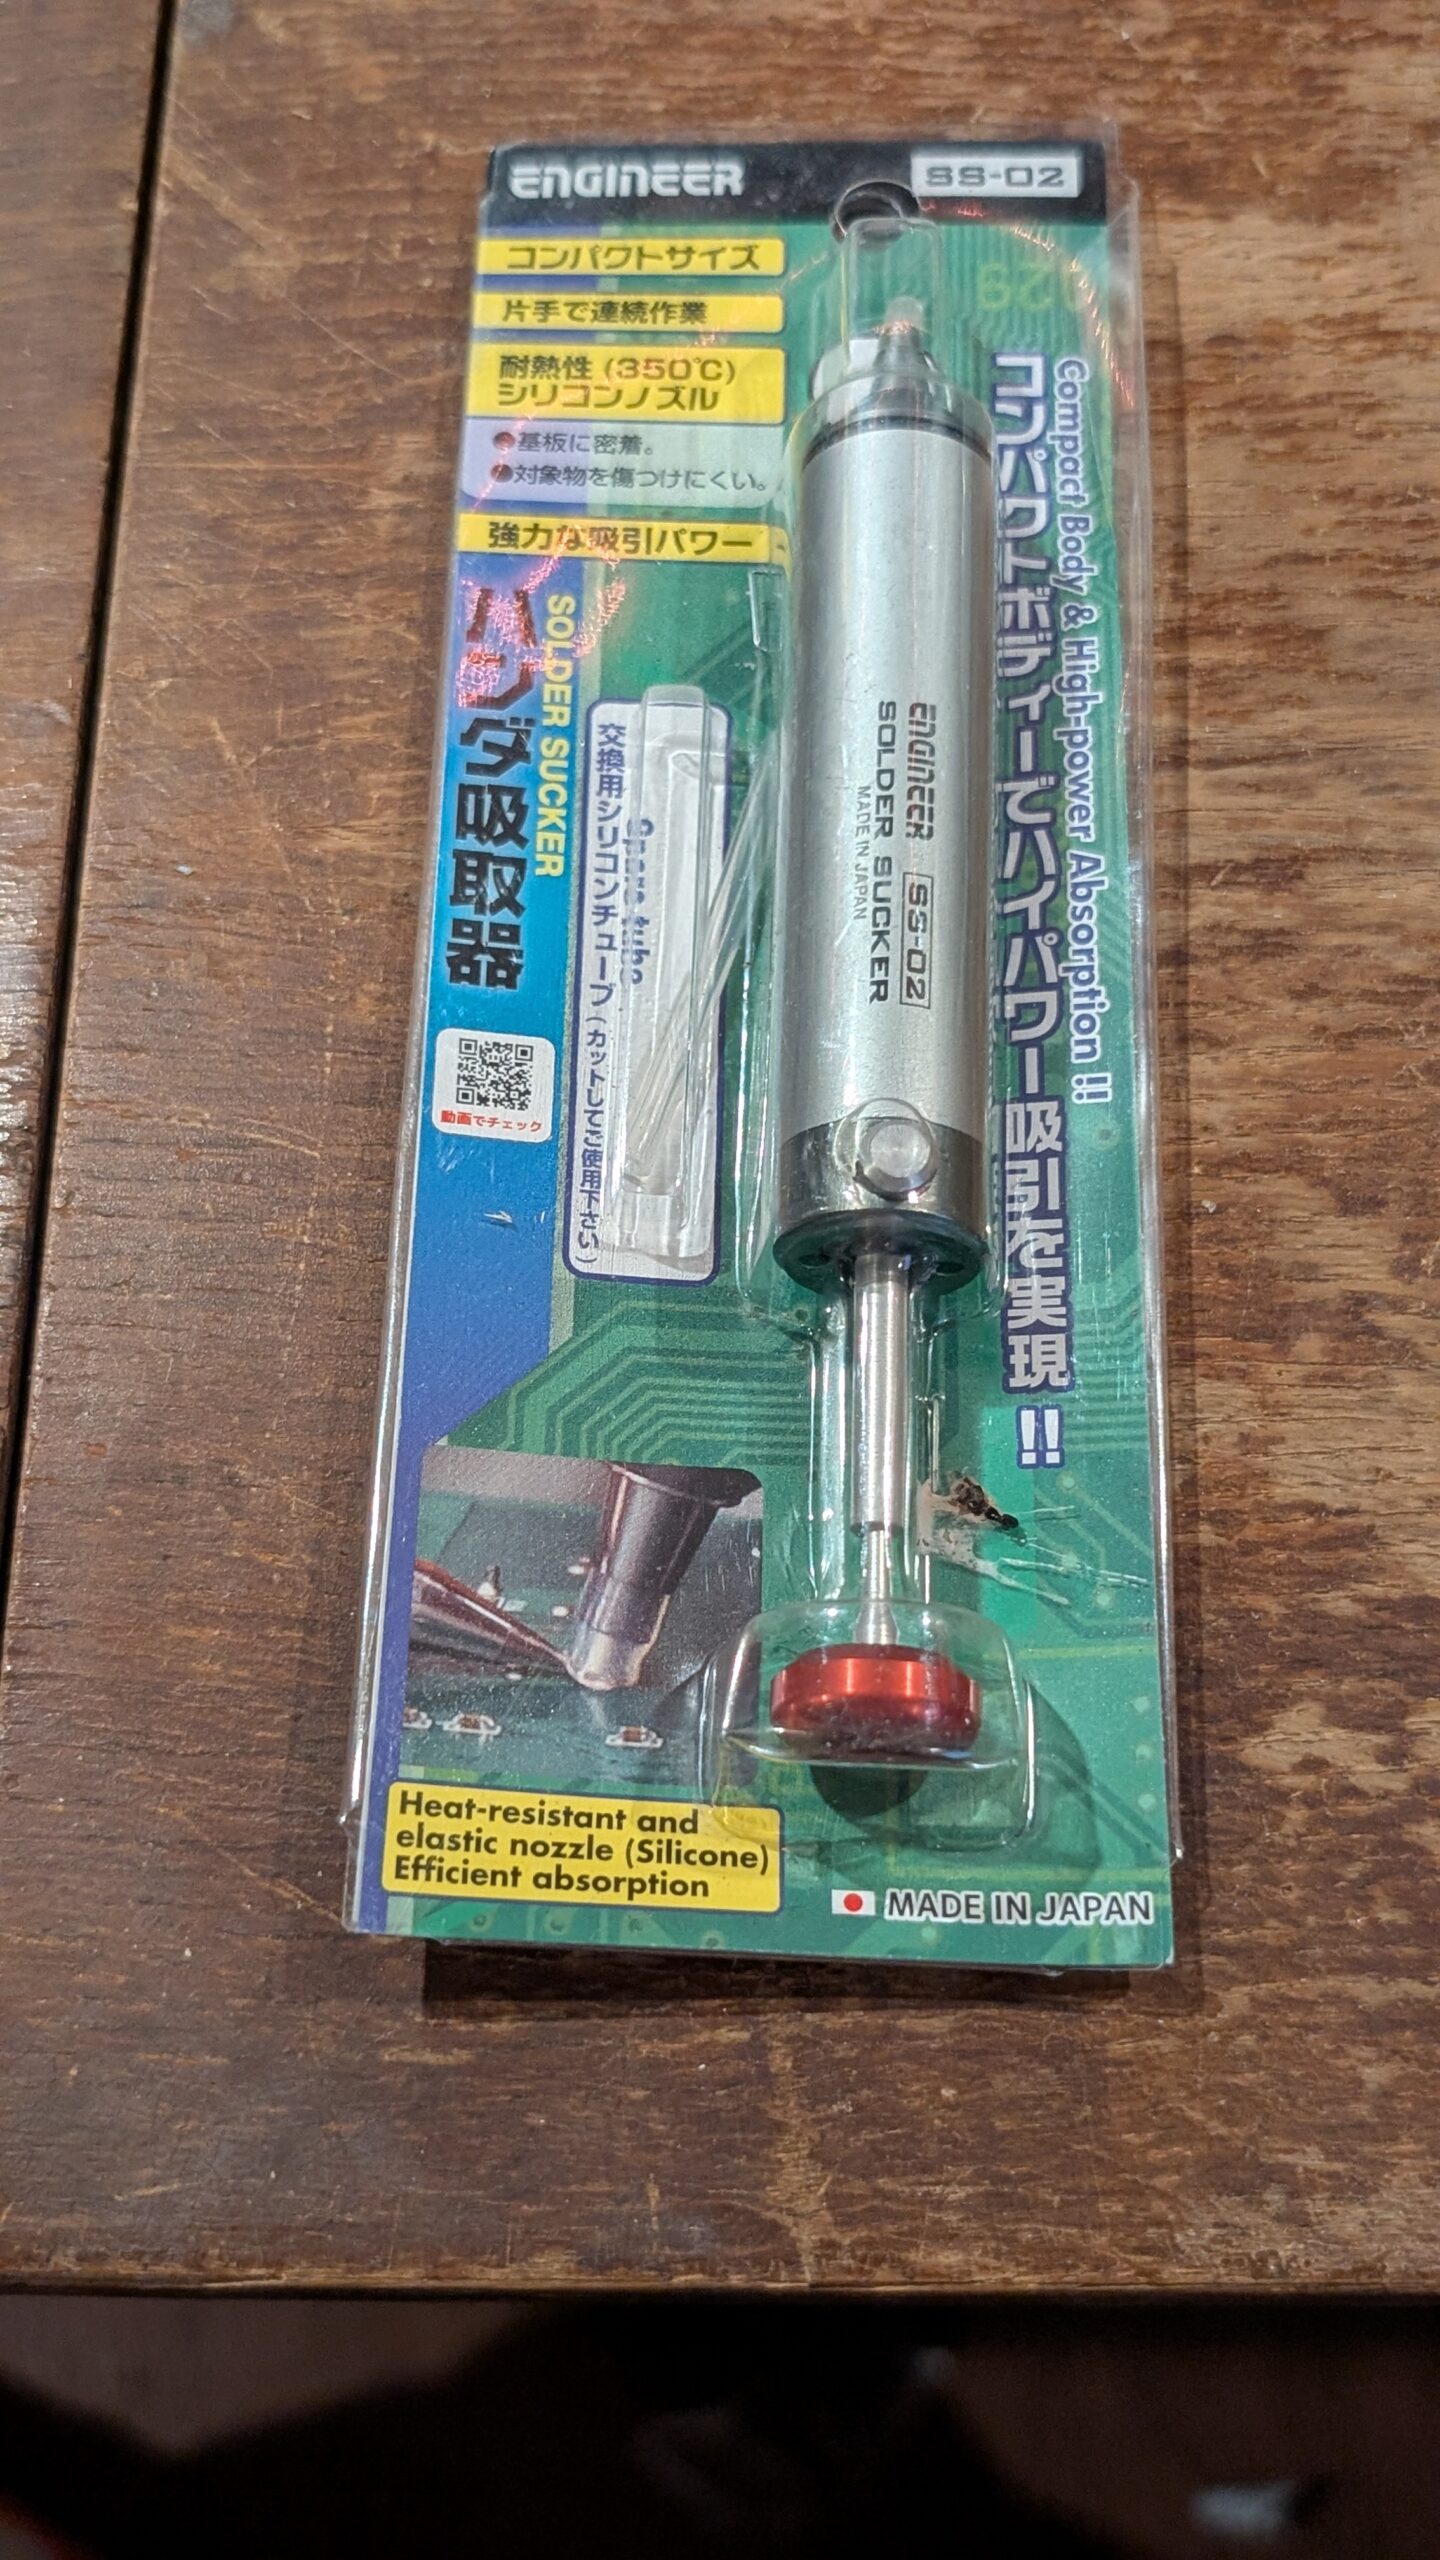 ENGINEER
SS-02
コンパクトサイズ
片手で連続作業
耐熱性 (350℃)
シリコンノズル
●基板に密着。
●対象物を傷つけにくい。
強力な吸引パワー
SOLDER SUCKER
ハンダ吸取器
動画でチェック
Spare tube
交換用シリコンチューブ (カットしてご使用下さい)
ENGINEER SS-02
SOLDER SUCKER
MADE IN JAPAN
Compact Body & High-power Absorption !!
コンパクトボディーでハイパワー吸引を実現 !!
Heat-resistant and
elastic nozzle (Silicone)
Efficient absorption
MADE IN JAPAN